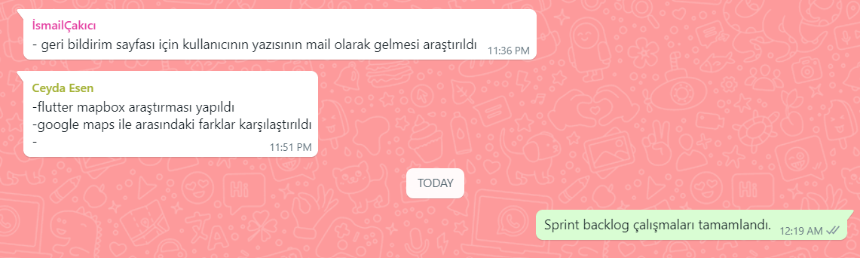 İsmailÇakıcı
- geri bildirim sayfası için kullanıcının yazısının mail olarak gelmesi araştırıldı 11:36 PM
Ceyda Esen
-flutter mapbox araştırması yapıldı
-google maps ile arasındaki farklar karşılaştırıldı
-
11:51 PM
TODAY
Sprint backlog çalışmaları tamamlandı. 12:19 AM